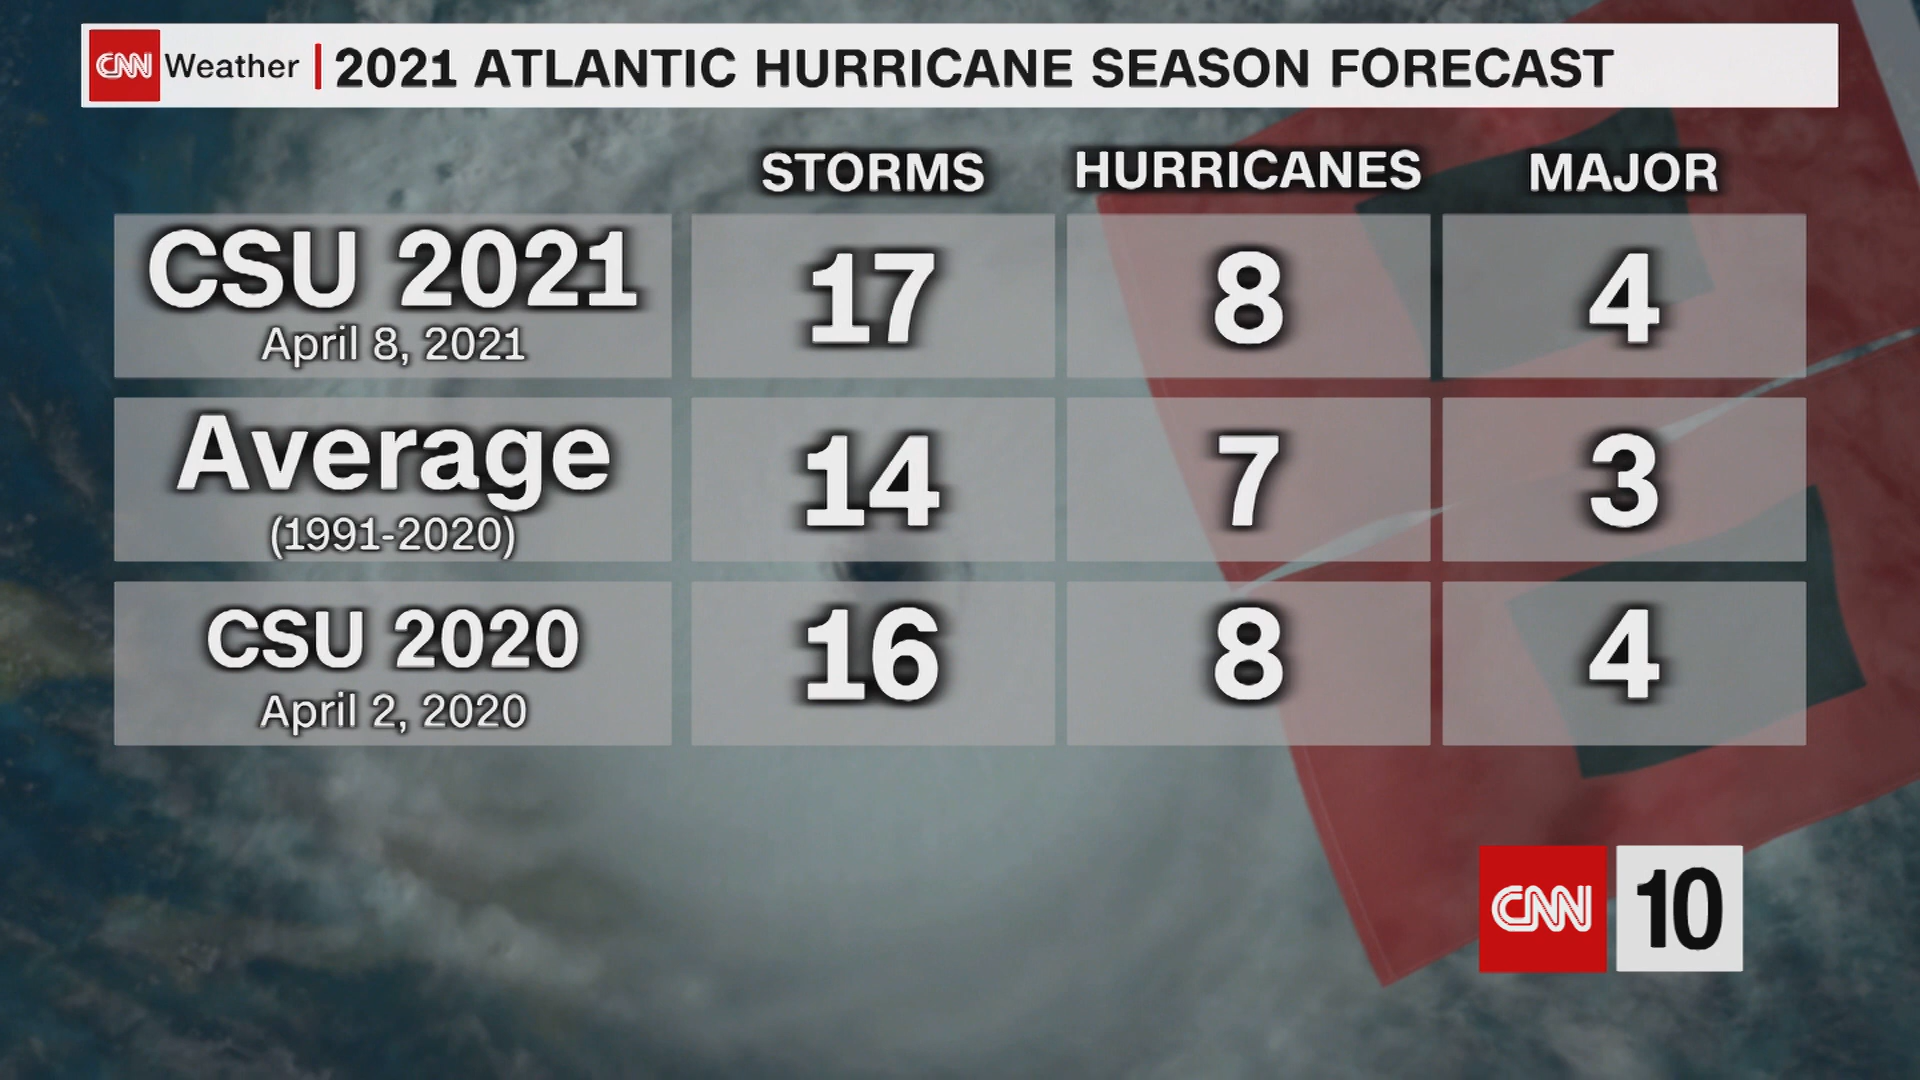 CNN Weather | 2021 ATLANTIC HURRICANE SEASON FORECAST
STORMS HURRICANES MAJOR
CSU 2021 17 8 4
April 8, 2021
Average 14 7 3
(1991-2020)
CSU 2020 16 8 4
April 2, 2020
CNN 10